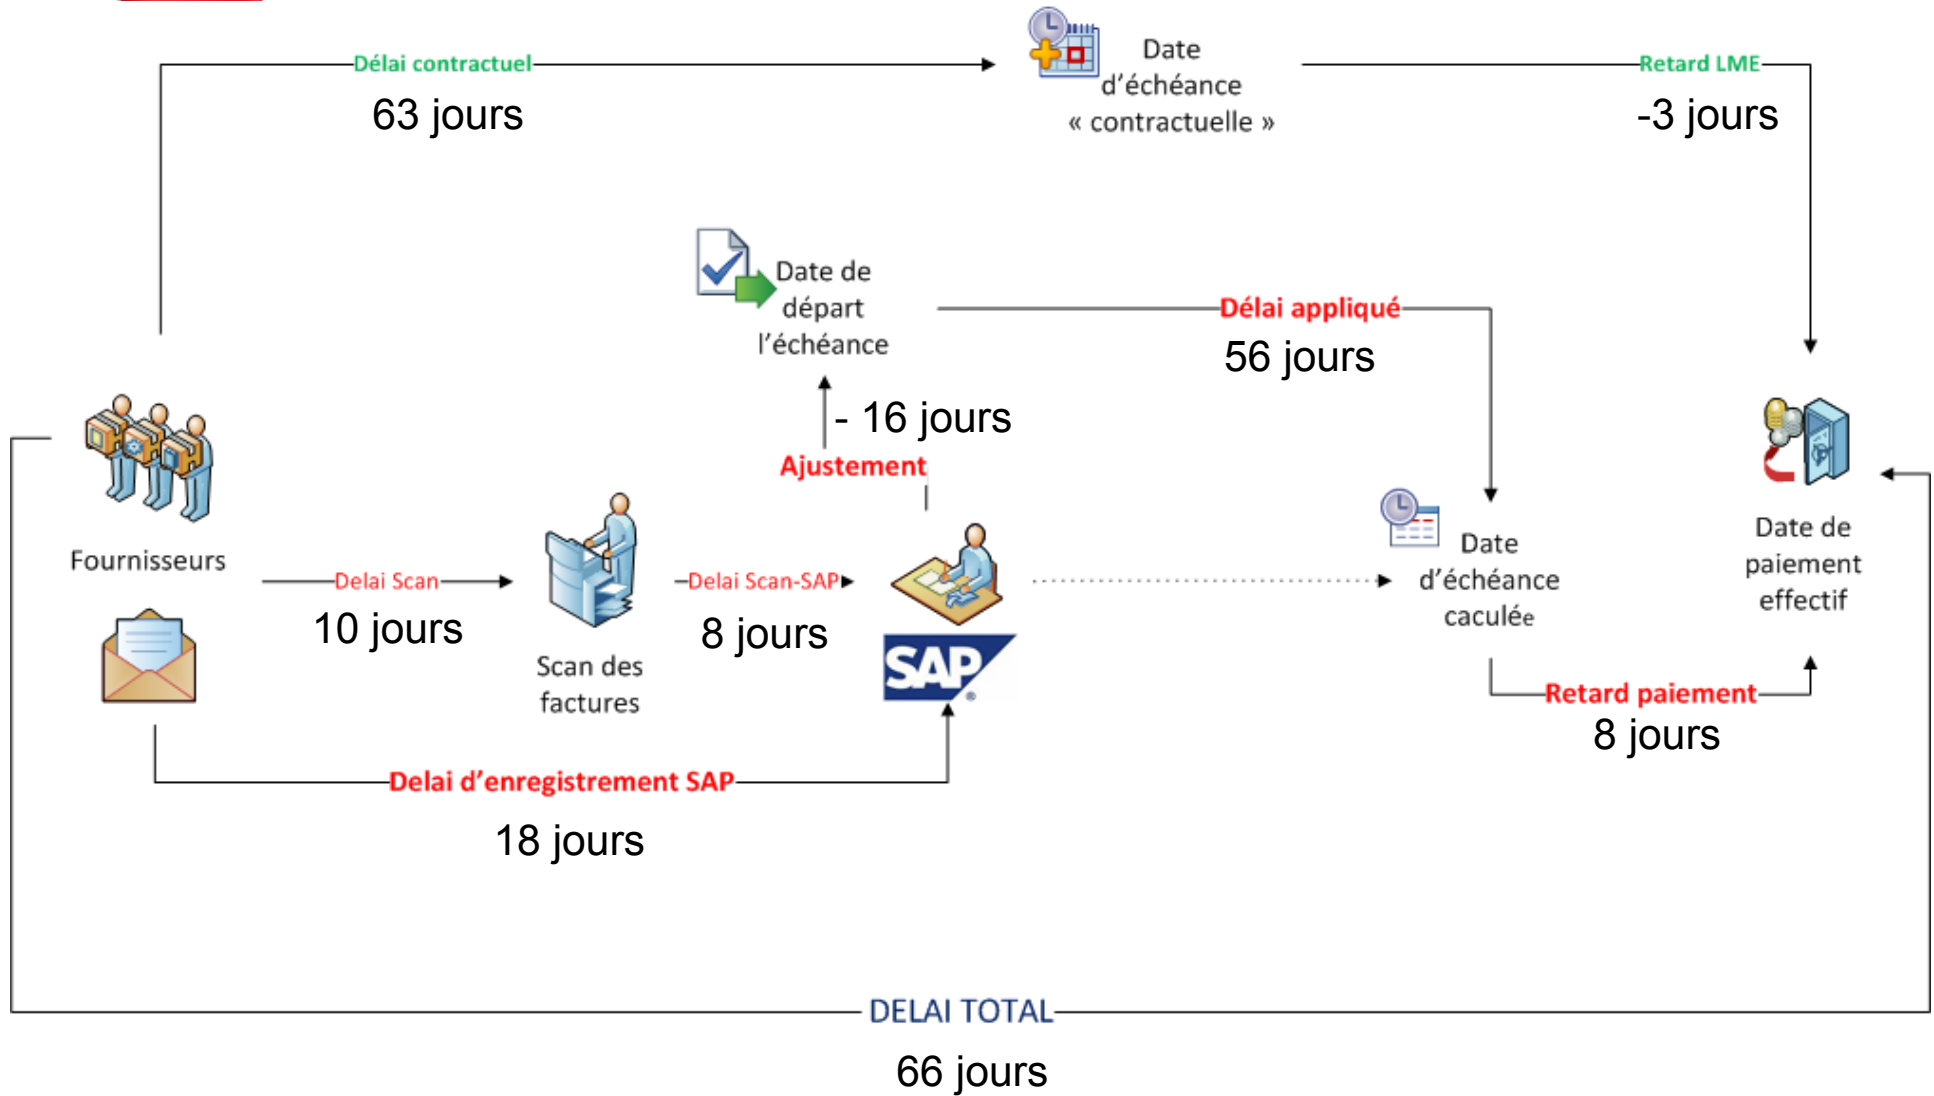 Délai contractuel
63 jours
Date
d'échéance
« contractuelle »
Retard LME
-3 jours
Date de
départ
l'échéance
Délai appliqué
56 jours
- 16 jours
Ajustement
Fournisseurs
Delai Scan
10 jours
Scan des
factures
Delai Scan-SAP
8 jours
SAP
®
Date
d'échéance
caculée
Date de
paiement
effectif
Retard paiement
8 jours
Delai d'enregistrement SAP
18 jours
DELAI TOTAL
66 jours